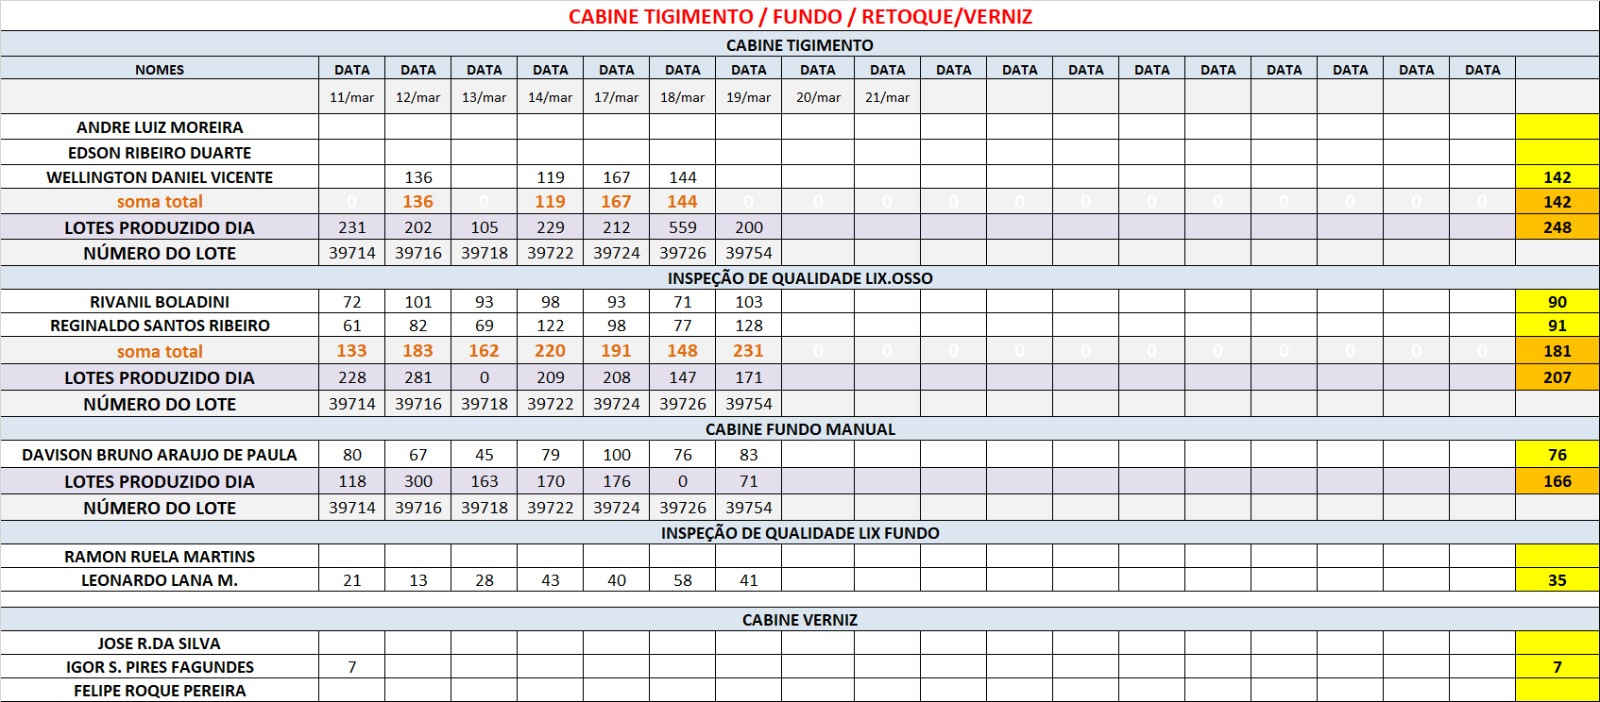 CABINE TIGIMENTO / FUNDO / RETOQUE/VERNIZ
CABINE TIGIMENTO
NOMES DATA DATA DATA DATA DATA DATA DATA DATA DATA DATA DATA DATA DATA DATA DATA DATA DATA DATA
11/mar 12/mar 13/mar 14/mar 17/mar 18/mar 19/mar 20/mar 21/mar
ANDRE LUIZ MOREIRA
EDSON RIBEIRO DUARTE
WELLINGTON DANIEL VICENTE 136 119 167 144 142
soma total 0 136 0 119 167 144 0 0 0 0 0 0 0 0 0 0 0 0 142
LOTES PRODUZIDO DIA 231 202 105 229 212 559 200 248
NÚMERO DO LOTE 39714 39716 39718 39722 39724 39726 39754
INSPEÇÃO DE QUALIDADE LIX.OSSO
RIVANIL BOLADINI 72 101 93 98 93 71 103 90
REGINALDO SANTOS RIBEIRO 61 82 69 122 98 77 128 91
soma total 133 183 162 220 191 148 231 0 0 0 0 0 0 0 0 0 0 0 181
LOTES PRODUZIDO DIA 228 281 0 209 208 147 171 207
NÚMERO DO LOTE 39714 39716 39718 39722 39724 39726 39754
CABINE FUNDO MANUAL
DAVISON BRUNO ARAUJO DE PAULA 80 67 45 79 100 76 83 76
LOTES PRODUZIDO DIA 118 300 163 170 176 0 71 166
NÚMERO DO LOTE 39714 39716 39718 39722 39724 39726 39754
INSPEÇÃO DE QUALIDADE LIX FUNDO
RAMON RUELA MARTINS
LEONARDO LANA M. 21 13 28 43 40 58 41 35
CABINE VERNIZ
JOSE R.DA SILVA
IGOR S. PIRES FAGUNDES 7 7
FELIPE ROQUE PEREIRA